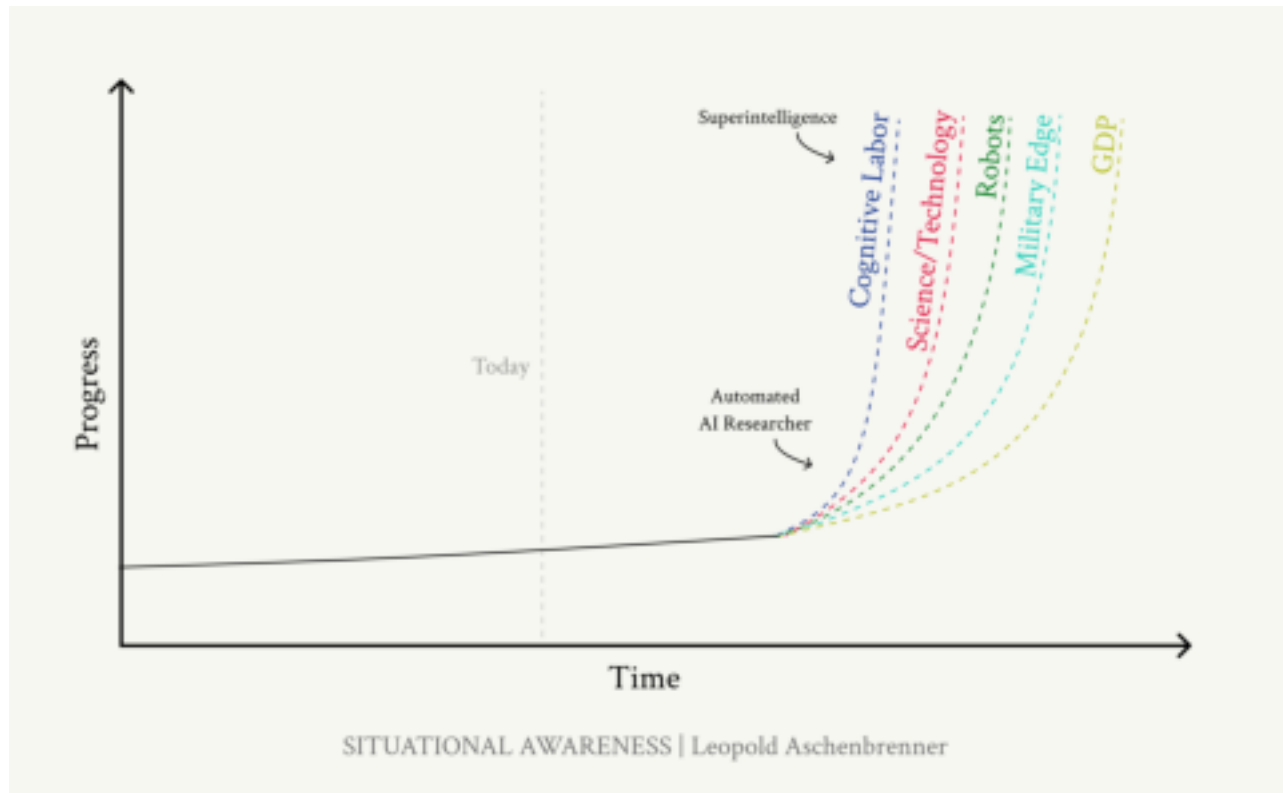 Superintelligence
Cognitive Labor
Science/Technology
Robots
Military Edge
GDP
Today
Automated
AI Researcher
Progress
Time
SITUATIONAL AWARENESS | Leopold Aschenbrenner